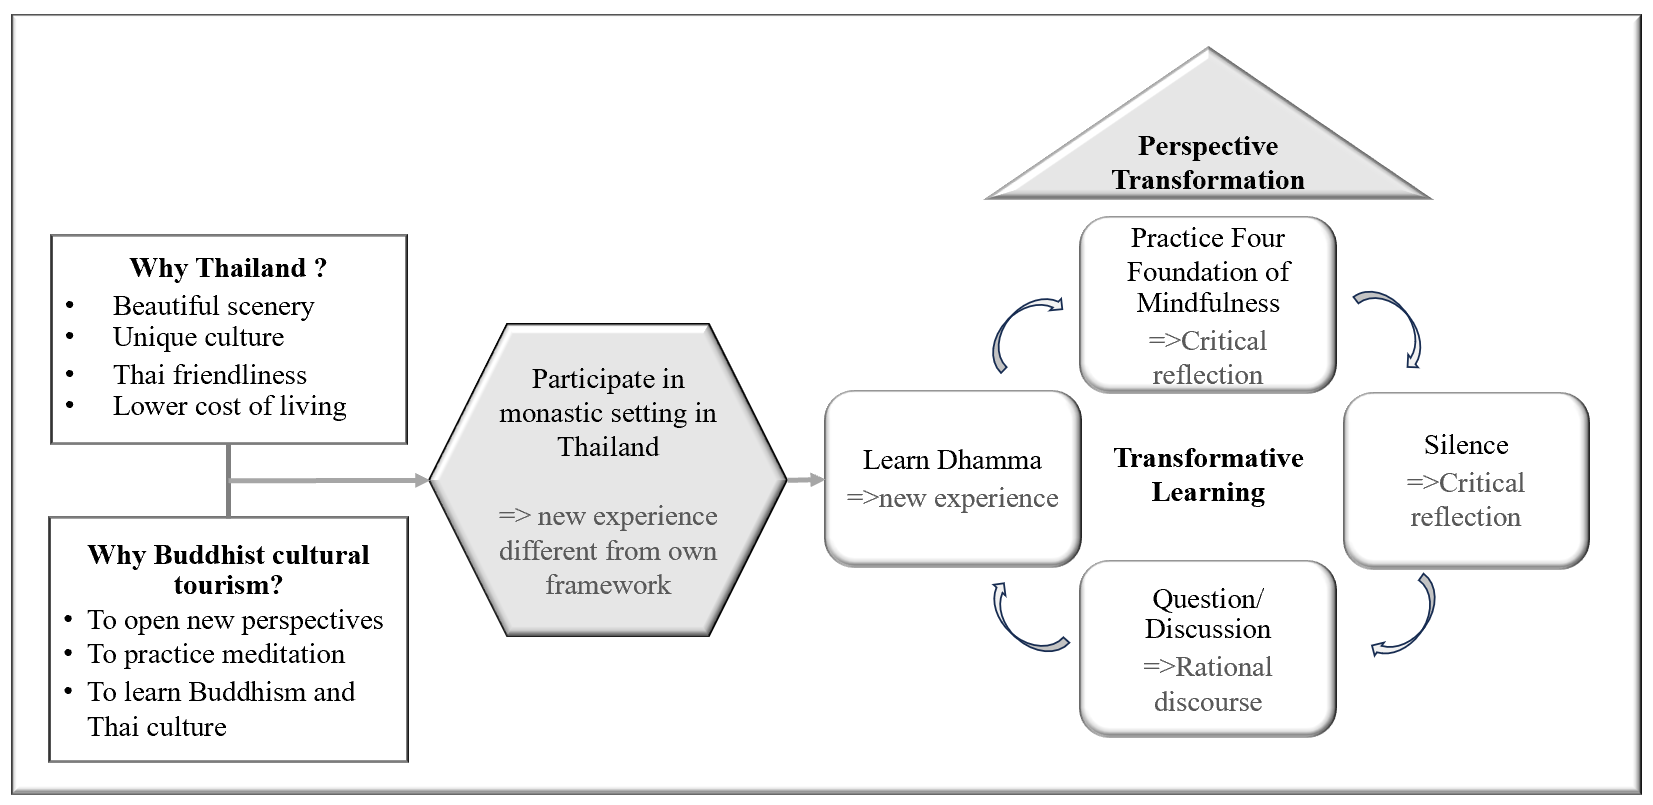 Why Thailand ?
• Beautiful scenery
• Unique culture
• Thai friendliness
• Lower cost of living
Why Buddhist cultural
tourism?
• To open new perspectives
• To practice meditation
• To learn Buddhism and
Thai culture
Participate in
monastic setting in
Thailand
=> new experience
different from own
framework
Perspective
Transformation
Practice Four
Foundation of
Mindfulness
=>Critical
reflection
Learn Dhamma
=>new experience
Transformative
Learning
Silence
=>Critical
reflection
Question/
Discussion
=>Rational
discourse